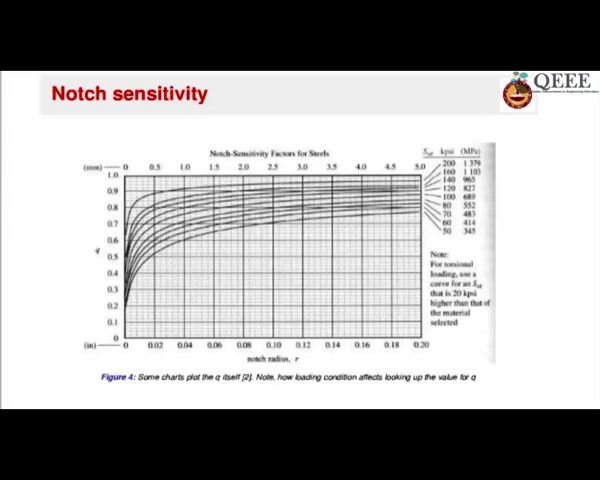 QEEE
Notch sensitivity
Notch-Sensitivity Factors for Steels
Sut kpsi (MPa)
(mm) 0 0.5 1.0 1.5 2.0 2.5 3.0 3.5 4.0 4.5 5.0
200 1 379
160 1 103
140 965
120 827
100 689
80 552
70 483
60 414
50 345
1.0
0.9
0.8
0.7
0.6
q
0.5
0.4
0.3
0.2
0.1
0
Note:
For torsional
loading, use a
curve for an Sut
that is 20 kpsi
higher than that of
the material
selected
(in) 0 0.02 0.04 0.06 0.08 0.10 0.12 0.14 0.16 0.18 0.20
notch radius, r
Figure 4: Some charts plot the q itself [2]. Note, how loading condition affects looking up the value for q